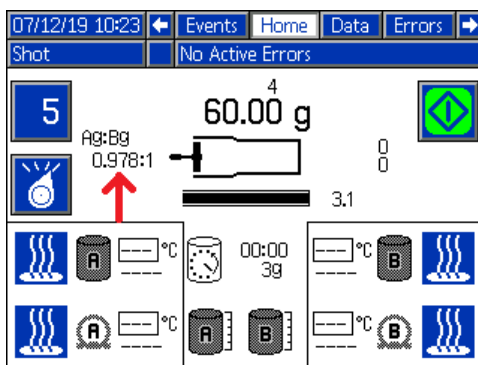 07/12/19 10:23 Events Home Data Errors
Shot No Active Errors
4
5 60.00 g
Ag:Bg
0.978:1
0
0
3.1
A ---°C 00:00 ---°C B
3g
A ---°C A B ---°C B